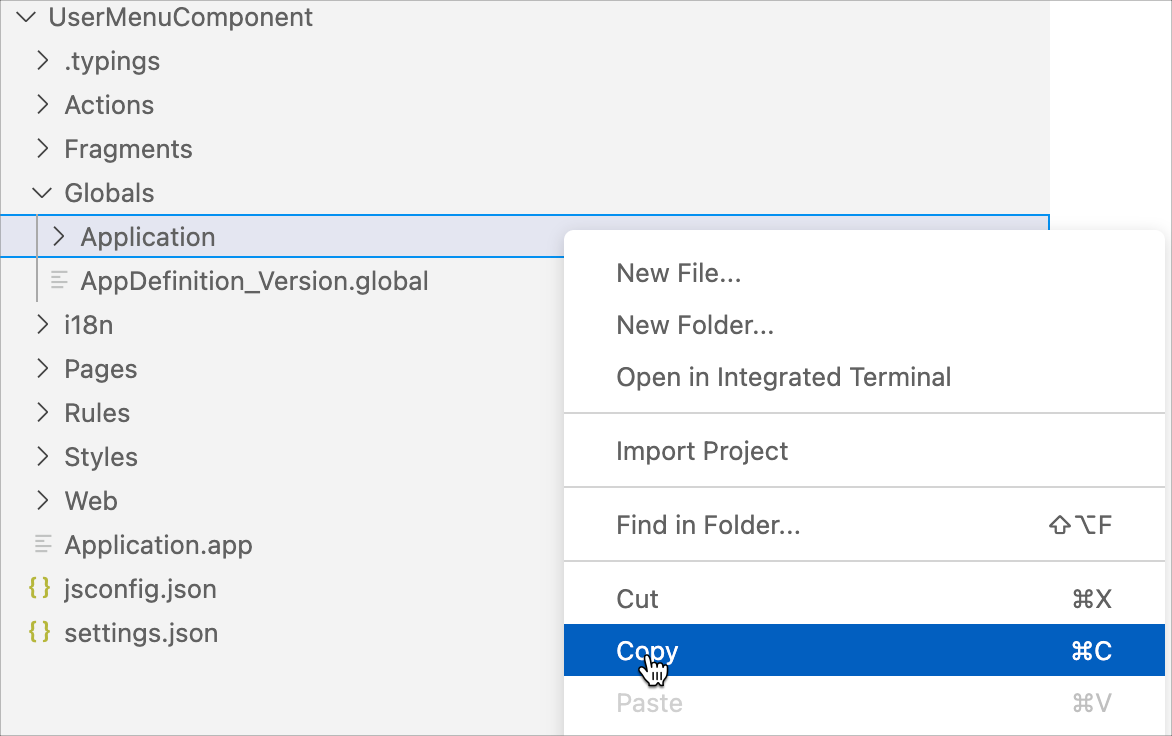 UserMenuComponent
.typings
Actions
Fragments
Globals
Application
AppDefinition_Version.global
i18n
Pages
Rules
Styles
Web
Application.app
{} jsconfig.json
{} settings.json
New File...
New Folder...
Open in Integrated Terminal
Import Project
Find in Folder... ⇧⌥F
Cut ⌘X
Copy ⌘C
Paste ⌘V